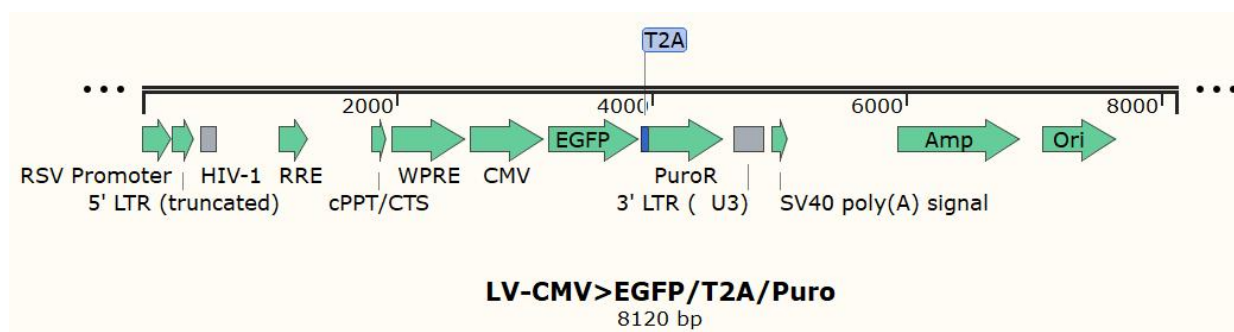 T2A
2000 4000 6000 8000
EGFP Amp Ori
RSV Promoter HIV-1 RRE WPRE CMV PuroR
5' LTR (truncated) cPPT/CTS 3' LTR ( U3) SV40 poly(A) signal
LV-CMV>EGFP/T2A/Puro
8120 bp